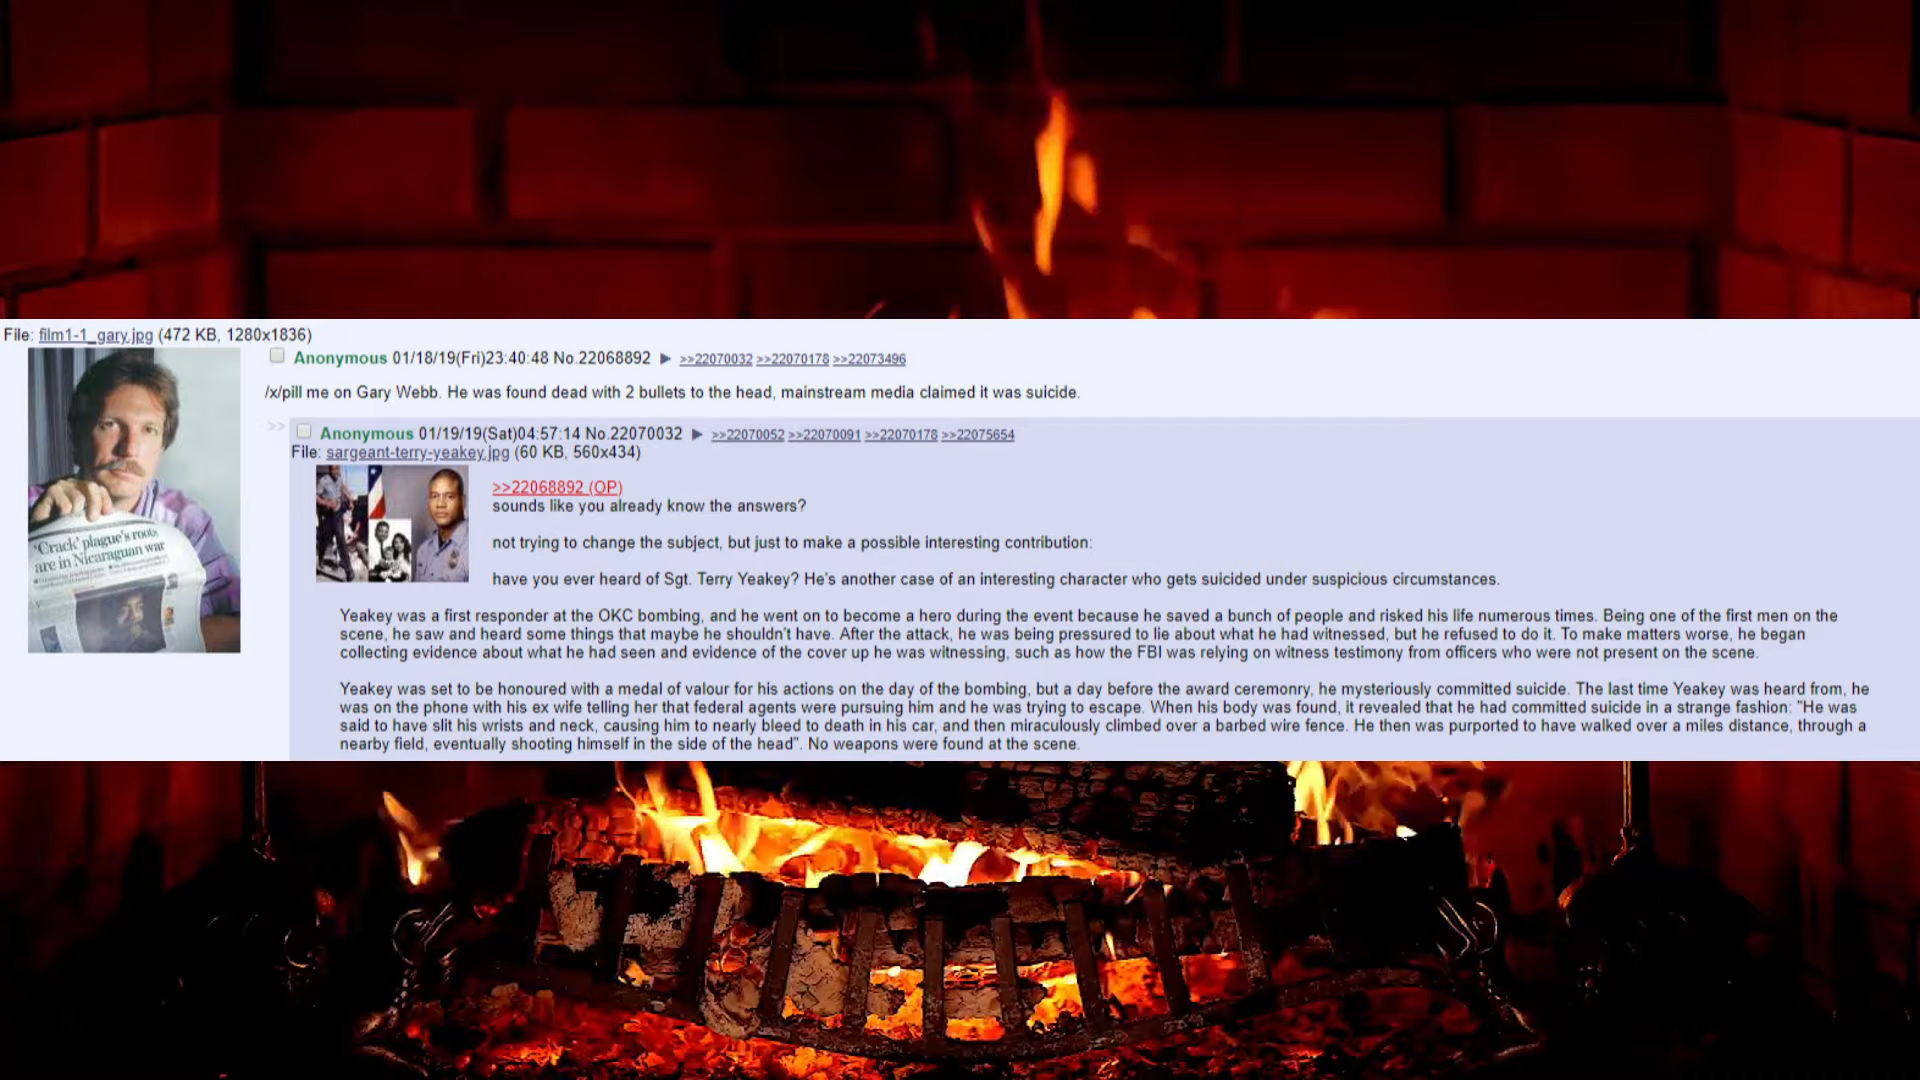 File: film1-1_gary.jpg (472 KB, 1280x1836)
Anonymous 01/18/19(Fri)23:40:48 No.22068892 ▶ >>22070032 >>22070178 >>22073496
/x/pill me on Gary Webb. He was found dead with 2 bullets to the head, mainstream media claimed it was suicide.
'Crack' plague's roots
are in Nicaraguan war
>> Anonymous 01/19/19(Sat)04:57:14 No.22070032 ▶ >>22070052 >>22070091 >>22070178 >>22075654
File: sargeant-terry-yeakey.jpg (60 KB, 560x434)
>>22068892 (OP)
sounds like you already know the answers?
not trying to change the subject, but just to make a possible interesting contribution:
have you ever heard of Sgt. Terry Yeakey? He's another case of an interesting character who gets suicided under suspicious circumstances.
Yeakey was a first responder at the OKC bombing, and he went on to become a hero during the event because he saved a bunch of people and risked his life numerous times. Being one of the first men on the
scene, he saw and heard some things that maybe he shouldn't have. After the attack, he was being pressured to lie about what he had witnessed, but he refused to do it. To make matters worse, he began
collecting evidence about what he had seen and evidence of the cover up he was witnessing, such as how the FBI was relying on witness testimony from officers who were not present on the scene.
Yeakey was set to be honoured with a medal of valour for his actions on the day of the bombing, but a day before the award ceremonry, he mysteriously committed suicide. The last time Yeakey was heard from, he
was on the phone with his ex wife telling her that federal agents were pursuing him and he was trying to escape. When his body was found, it revealed that he had committed suicide in a strange fashion: "He was
said to have slit his wrists and neck, causing him to nearly bleed to death in his car, and then miraculously climbed over a barbed wire fence. He then was purported to have walked over a miles distance, through a
nearby field, eventually shooting himself in the side of the head". No weapons were found at the scene.